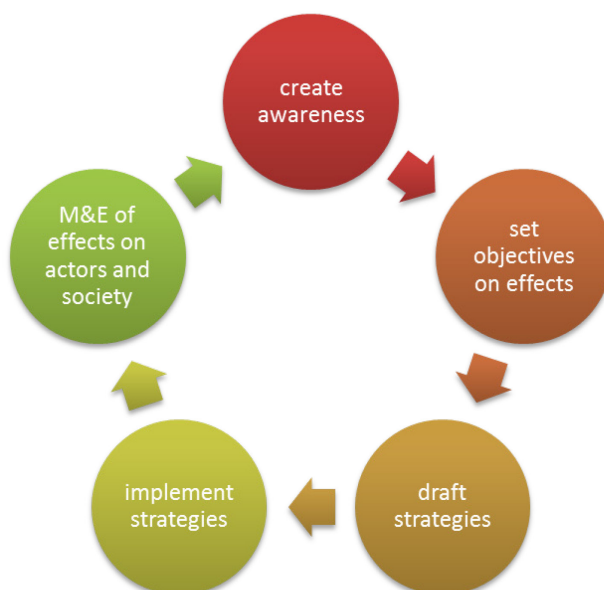 create
awareness
set
objectives
on effects
draft
strategies
implement
strategies
M&E of
effects on
actors and
society